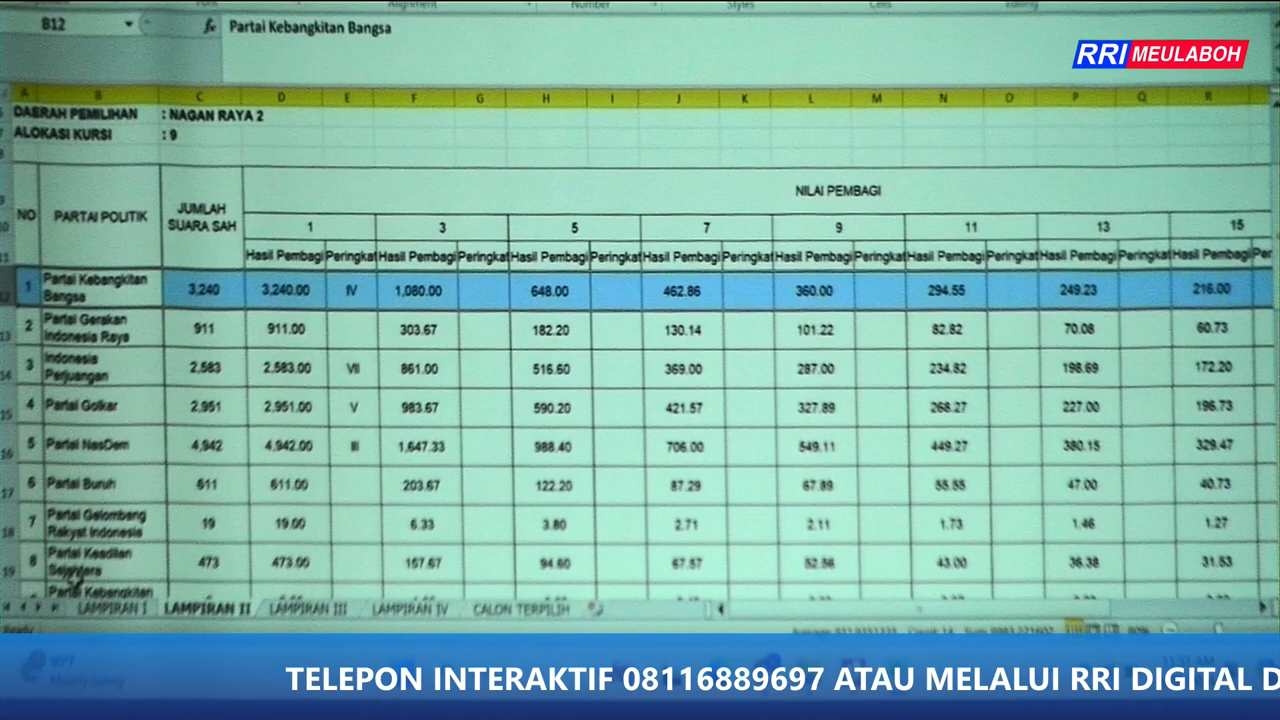 Alignment Number Styles Cells Editing
B12 fx Partai Kebangkitan Bangsa
RRI MEULABOH
A B C D E F G H I J K L M N O P Q R
DAERAH PEMILIHAN : NAGAN RAYA 2
ALOKASI KURSI : 9
NO PARTAI POLITIK JUMLAH SUARA SAH NILAI PEMBAGI
1 3 5 7 9 11 13 15
Hasil Pembagi Peringkat Hasil Pembagi Peringkat Hasil Pembagi Peringkat Hasil Pembagi Peringkat Hasil Pembagi Peringkat Hasil Pembagi Peringkat Hasil Pembagi Peringkat Hasil Pembagi Per
1 Partai Kebangkitan Bangsa 3,240 3,240.00 IV 1,080.00 648.00 462.86 360.00 294.55 249.23 216.00
2 Partai Gerakan Indonesia Raya 911 911.00 303.67 182.20 130.14 101.22 82.82 70.08 60.73
3 Indonesia Perjuangan 2,583 2,583.00 VII 861.00 516.60 369.00 287.00 234.82 198.69 172.20
4 Partai Golkar 2,951 2,951.00 V 983.67 590.20 421.57 327.89 268.27 227.00 196.73
5 Partai NasDem 4,942 4,942.00 III 1,647.33 988.40 706.00 549.11 449.27 380.15 329.47
6 Partai Buruh 611 611.00 203.67 122.20 87.29 67.89 55.55 47.00 40.73
7 Partai Gelombang Rakyat Indonesia 19 19.00 6.33 3.80 2.71 2.11 1.73 1.46 1.27
8 Partai Keadilan Sejahtera 473 473.00 157.67 94.60 67.57 52.56 43.00 36.38 31.53
Partai Kebangkitan
LAMPIRAN I LAMPIRAN II LAMPIRAN III LAMPIRAN IV CALON TERPILIH
TELEPON INTERAKTIF 08116889697 ATAU MELALUI RRI DIGITAL D